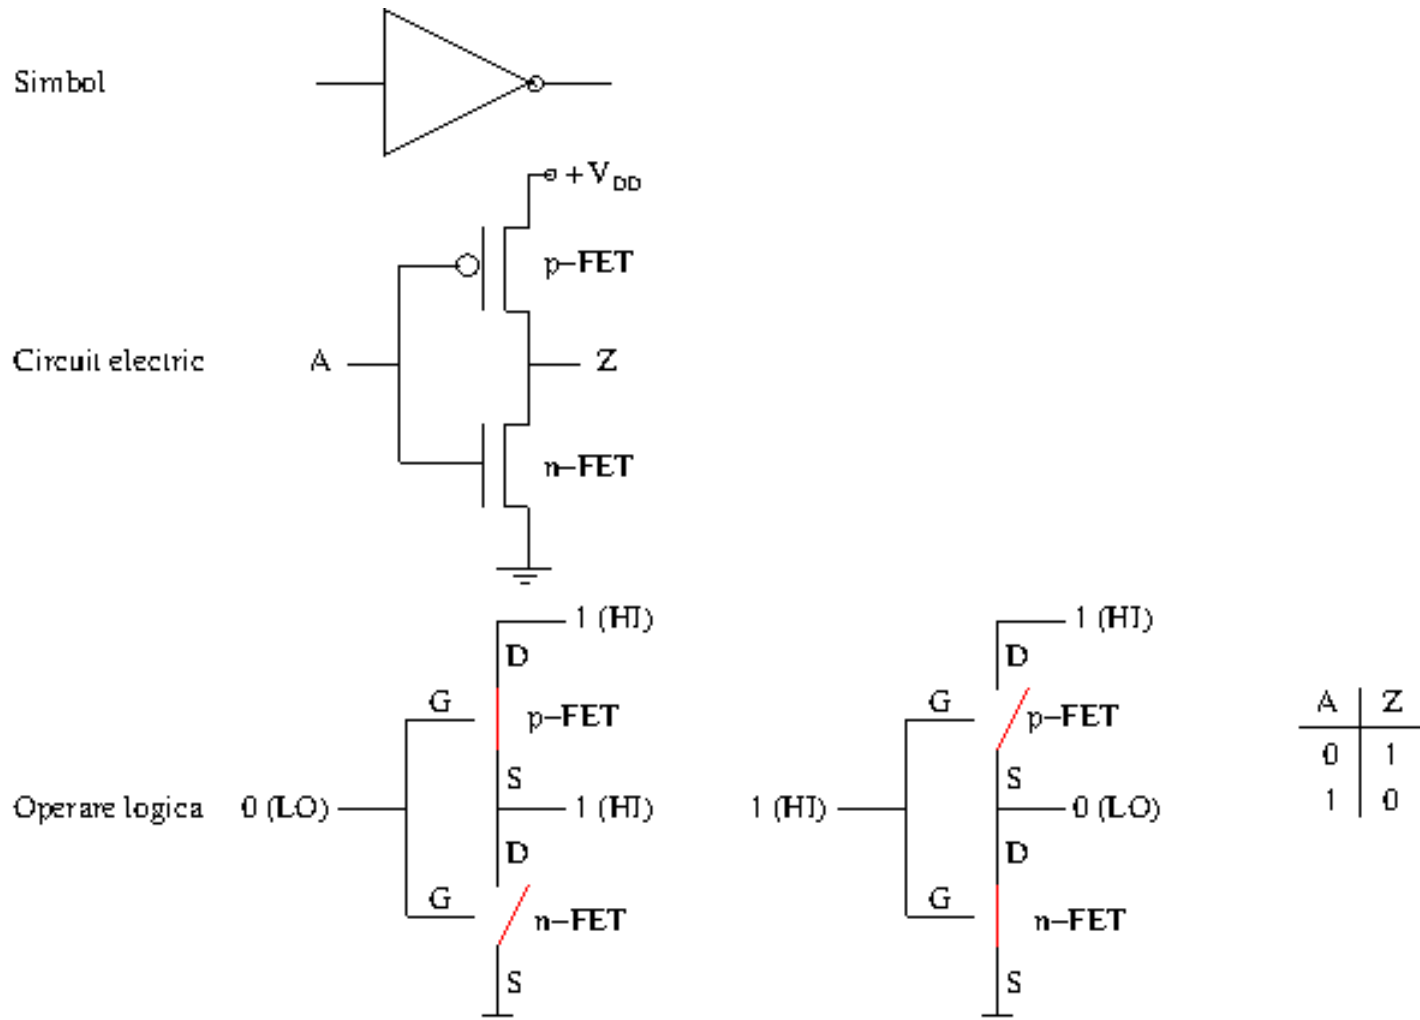 Simbol
+V_DD
p-FET
Circuit electric A Z
n-FET
1 (HI) 1 (HI)
D D
G p-FET G p-FET A Z
S S 0 1
Operare logica 0 (LO) 1 (HI) 1 (HI) 0 (LO) 1 0
D D
G n-FET G n-FET
S S